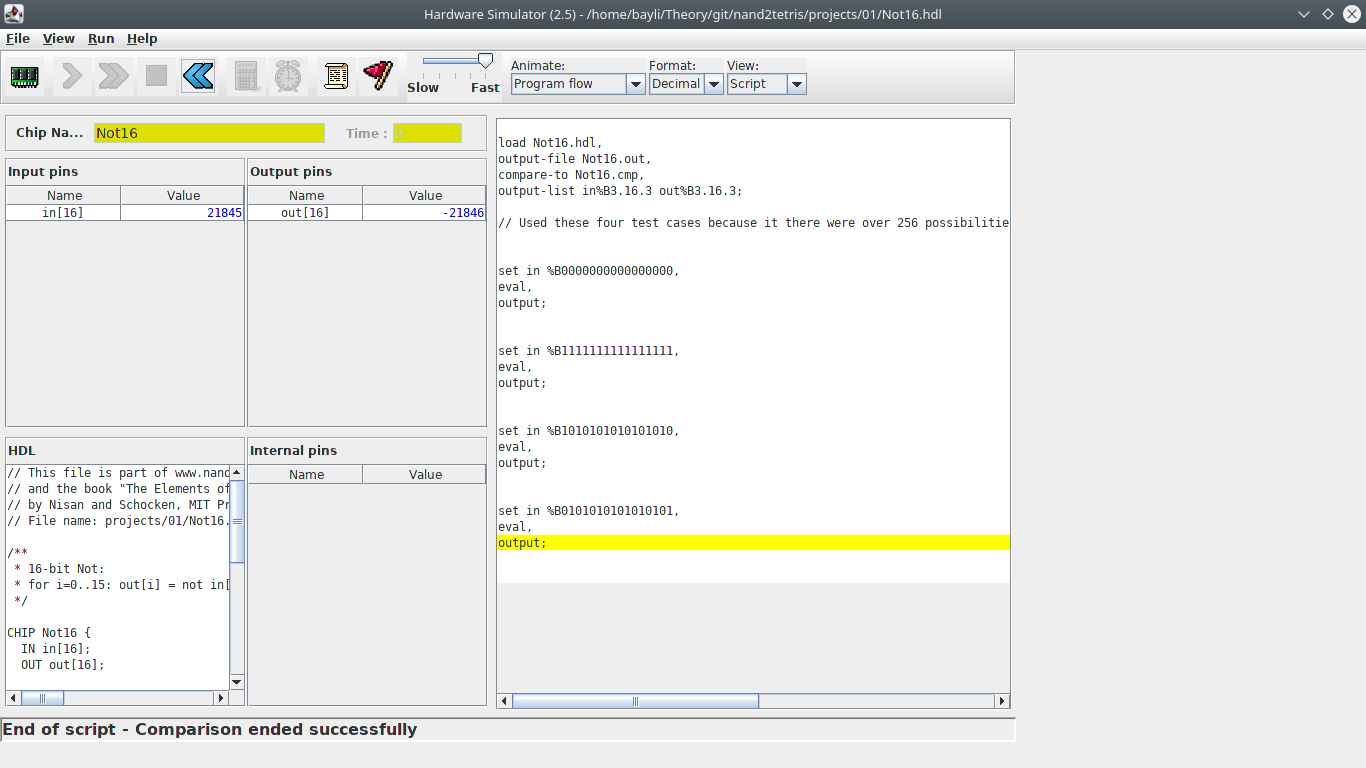 Hardware Simulator (2.5) - /home/bayli/Theory/git/nand2tetris/projects/01/Not16.hdl
File View Run Help
Slow Fast
Animate: Format: View:
Program flow Decimal Script
Chip Na... Not16 Time : 0
Input pins
Name Value
in[16] 21845
Output pins
Name Value
out[16] -21846
HDL
// This file is part of www.nand
// and the book "The Elements of
// by Nisan and Schocken, MIT Pr
// File name: projects/01/Not16.
/**
* 16-bit Not:
* for i=0..15: out[i] = not in[
*/
CHIP Not16 {
IN in[16];
OUT out[16];
Internal pins
Name Value
load Not16.hdl,
output-file Not16.out,
compare-to Not16.cmp,
output-list in%B3.16.3 out%B3.16.3;
// Used these four test cases because it there were over 256 possibilitie
set in %B0000000000000000,
eval,
output;
set in %B1111111111111111,
eval,
output;
set in %B1010101010101010,
eval,
output;
set in %B0101010101010101,
eval,
output;
End of script - Comparison ended successfully